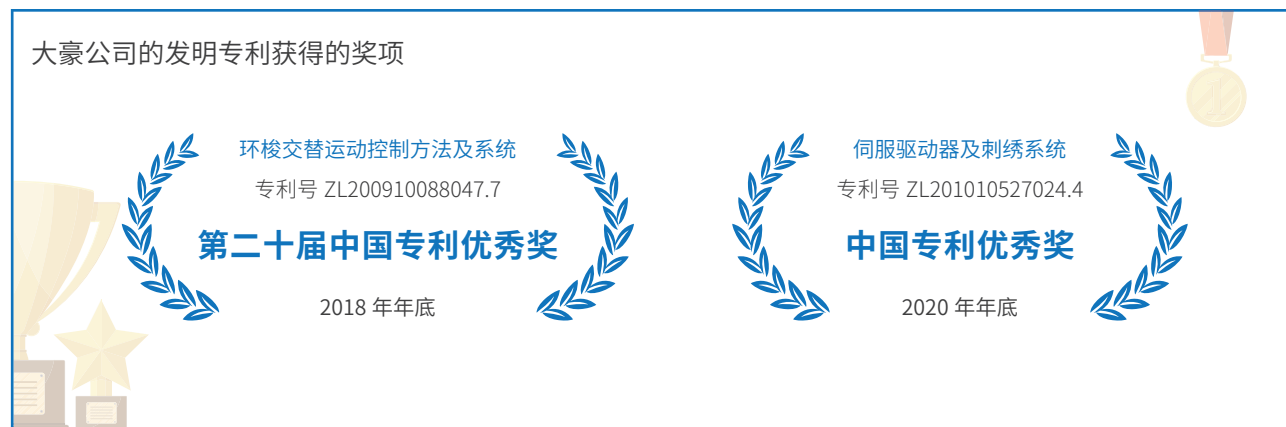 大豪公司的发明专利获得的奖项
环梭交替运动控制方法及系统
专利号 ZL200910088047.7
第二十届中国专利优秀奖
2018 年年底
伺服驱动器及刺绣系统
专利号 ZL201010527024.4
中国专利优秀奖
2020 年年底